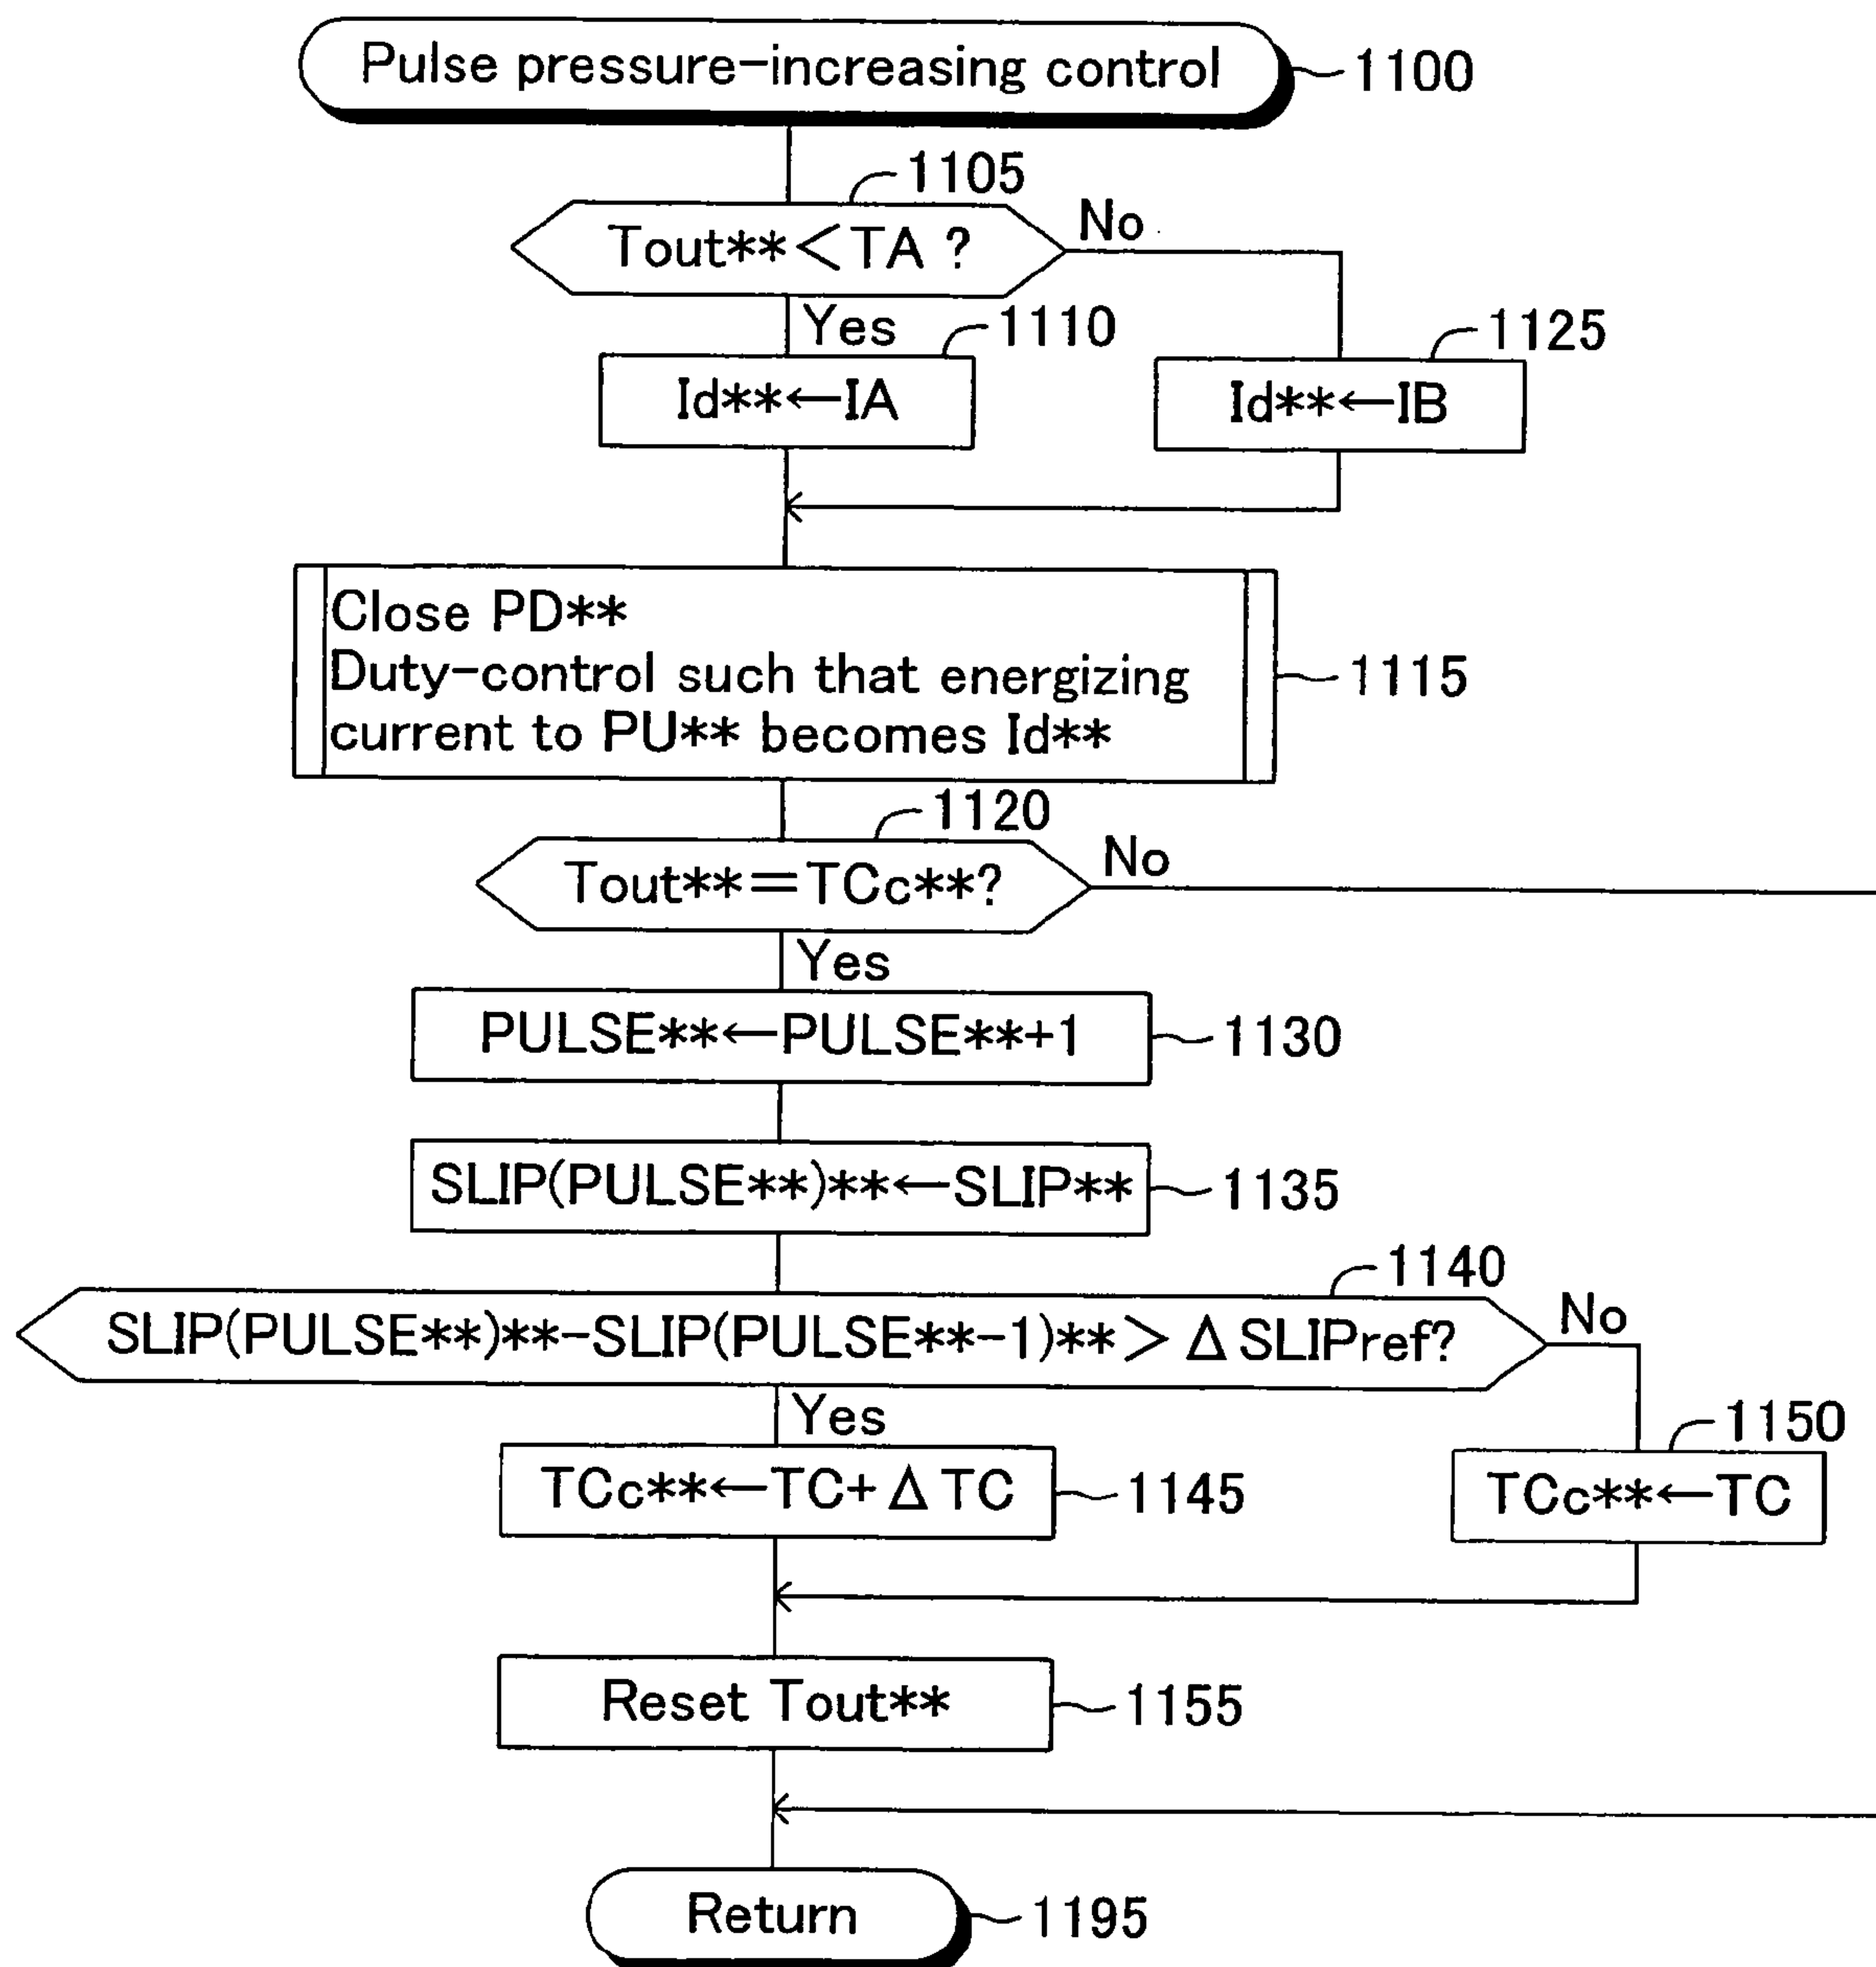 Pulse pressure-increasing control
1100
1105
Tout**<TA ?
No
Yes
1110
1125
Id**←IA
Id**←IB
Close PD**
Duty-control such that energizing
current to PU** becomes Id**
1115
1120
Tout**=TCc**?
No
Yes
PULSE**←PULSE**+1
1130
SLIP(PULSE**)**←SLIP**
1135
1140
SLIP(PULSE**)**-SLIP(PULSE**-1)**>Δ SLIPref?
No
Yes
1150
TCc**←TC+Δ TC
1145
TCc**←TC
Reset Tout**
1155
Return
1195